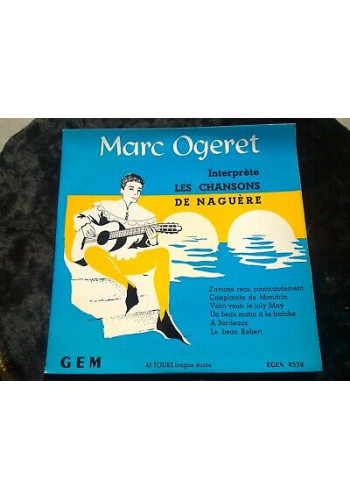 Marc Ogeret
Interprète
LES CHANSONS
DE NAGUÈRE
J'avions reçu commandement
Complainte de Mandrin
Voici venir le joly May
Un beau matin à la fraîche
A Bordeaux
Le beau Robert
GEM
45 TOURS longue durée
EGEX 4539